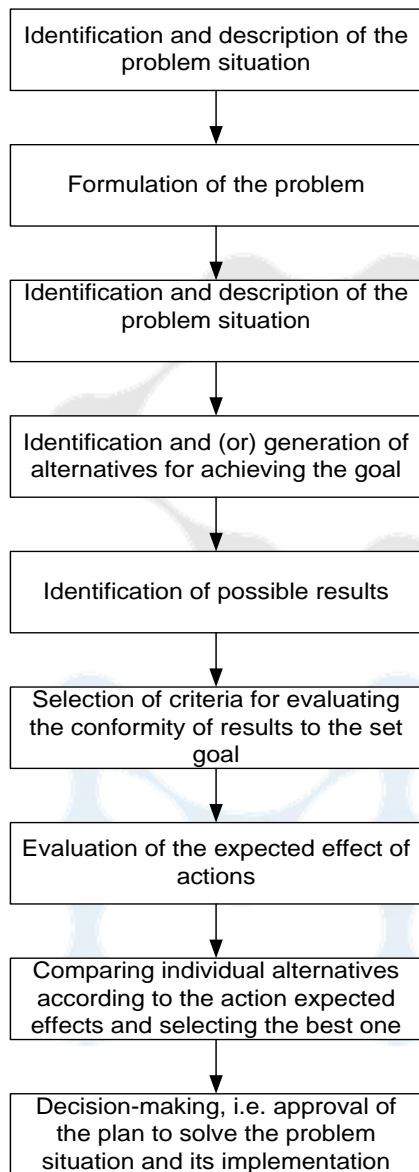 Identification and description of the
problem situation
Formulation of the problem
Identification and description of the
problem situation
Identification and (or) generation of
alternatives for achieving the goal
Identification of possible results
Selection of criteria for evaluating
the conformity of results to the set
goal
Evaluation of the expected effect of
actions
Comparing individual alternatives
according to the action expected
effects and selecting the best one
Decision-making, i.e. approval of
the plan to solve the problem
situation and its implementation